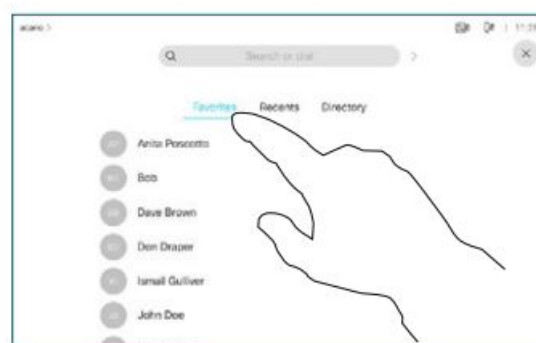 Search or dial
Favorites Recents Directory
Anita Poscotto
Bob
Dave Brown
Don Draper
Ismail Gulliver
John Doe